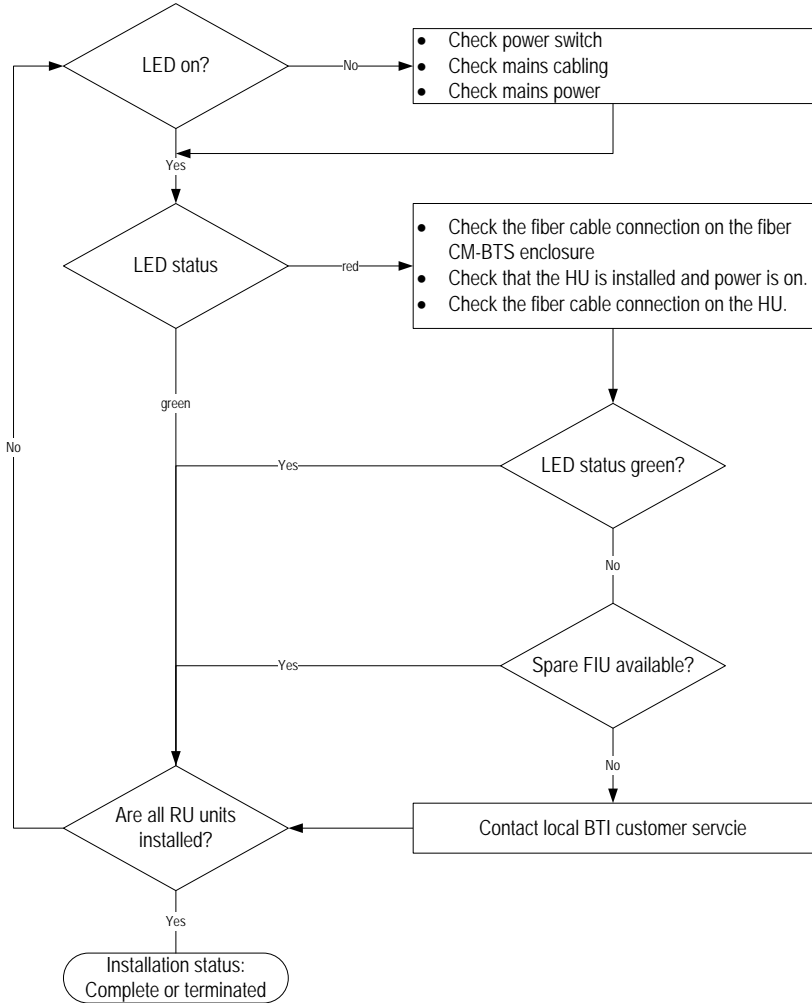 LED on?
No
• Check power switch
• Check mains cabling
• Check mains power
Yes
LED status
red
• Check the fiber cable connection on the fiber
CM-BTS enclosure
• Check that the HU is installed and power is on.
• Check the fiber cable connection on the HU.
green
No
LED status green?
Yes
No
Spare FIU available?
Yes
No
Are all RU units
installed?
Contact local BTI customer servcie
Yes
Installation status:
Complete or terminated